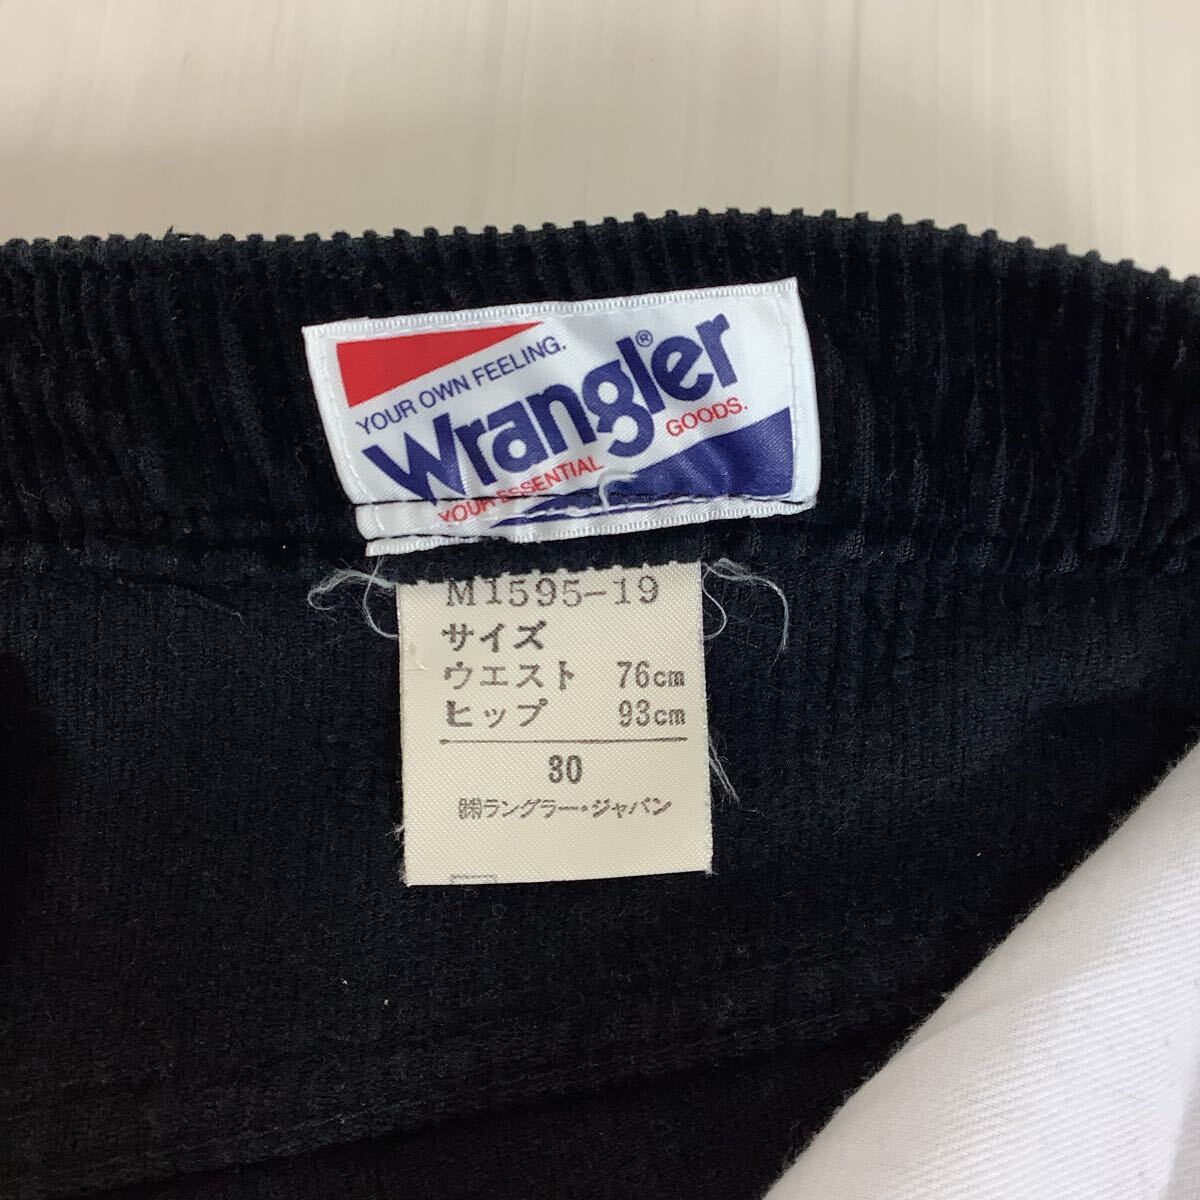 YOUR OWN FEELING.
Wrangler®
YOUR ESSENTIAL GOODS.
M1595-19
サイズ
ウエスト 76cm
ヒップ 93cm
30
㈱ラングラー・ジャパン